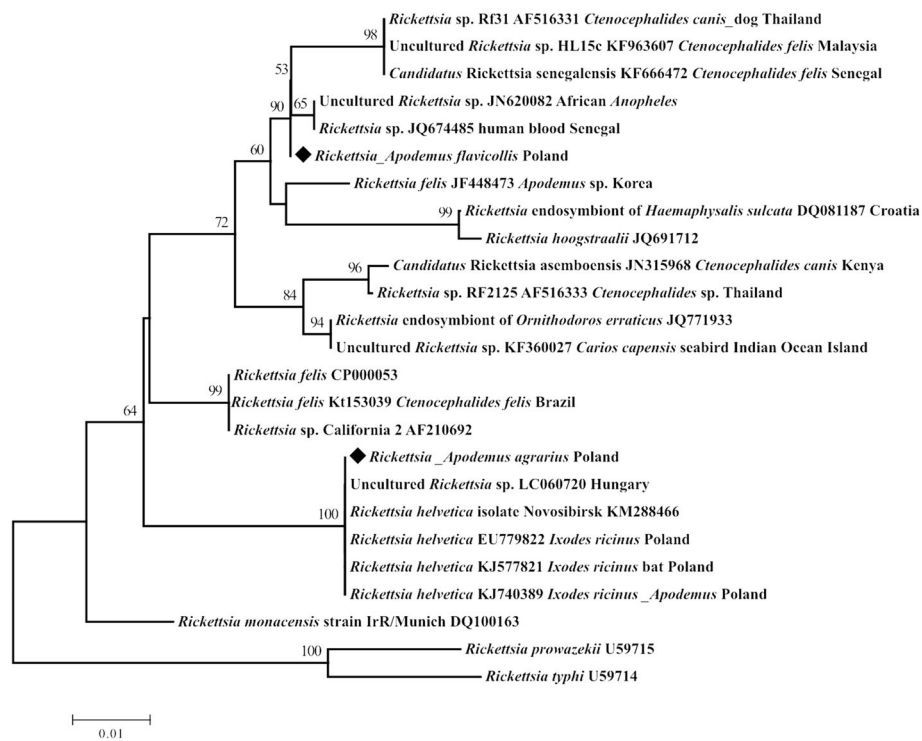 98
Rickettsia sp. Rf31 AF516331 Ctenocephalides canis_dog Thailand
Uncultured Rickettsia sp. HL15c KF963607 Ctenocephalides felis Malaysia
Candidatus Rickettsia senegalensis KF666472 Ctenocephalides felis Senegal
53
90
65
Uncultured Rickettsia sp. JN620082 African Anopheles
Rickettsia sp. JQ674485 human blood Senegal
60
Rickettsia_Apodemus flavicollis Poland
Rickettsia felis JF448473 Apodemus sp. Korea
99
Rickettsia endosymbiont of Haemaphysalis sulcata DQ081187 Croatia
72
Rickettsia hoogstraalii JQ691712
96
Candidatus Rickettsia asemboensis JN315968 Ctenocephalides canis Kenya
84
Rickettsia sp. RF2125 AF516333 Ctenocephalides sp. Thailand
94
Rickettsia endosymbiont of Ornithodoros erraticus JQ771933
Uncultured Rickettsia sp. KF360027 Carios capensis seabird Indian Ocean Island
Rickettsia felis CP000053
99
Rickettsia felis Kt153039 Ctenocephalides felis Brazil
64
Rickettsia sp. California 2 AF210692
Rickettsia _Apodemus agrarius Poland
Uncultured Rickettsia sp. LC060720 Hungary
100
Rickettsia helvetica isolate Novosibirsk KM288466
Rickettsia helvetica EU779822 Ixodes ricinus Poland
Rickettsia helvetica KJ577821 Ixodes ricinus bat Poland
Rickettsia helvetica KJ740389 Ixodes ricinus _Apodemus Poland
Rickettsia monacensis strain IrR/Munich DQ100163
100
Rickettsia prowazekii U59715
Rickettsia typhi U59714
0.01